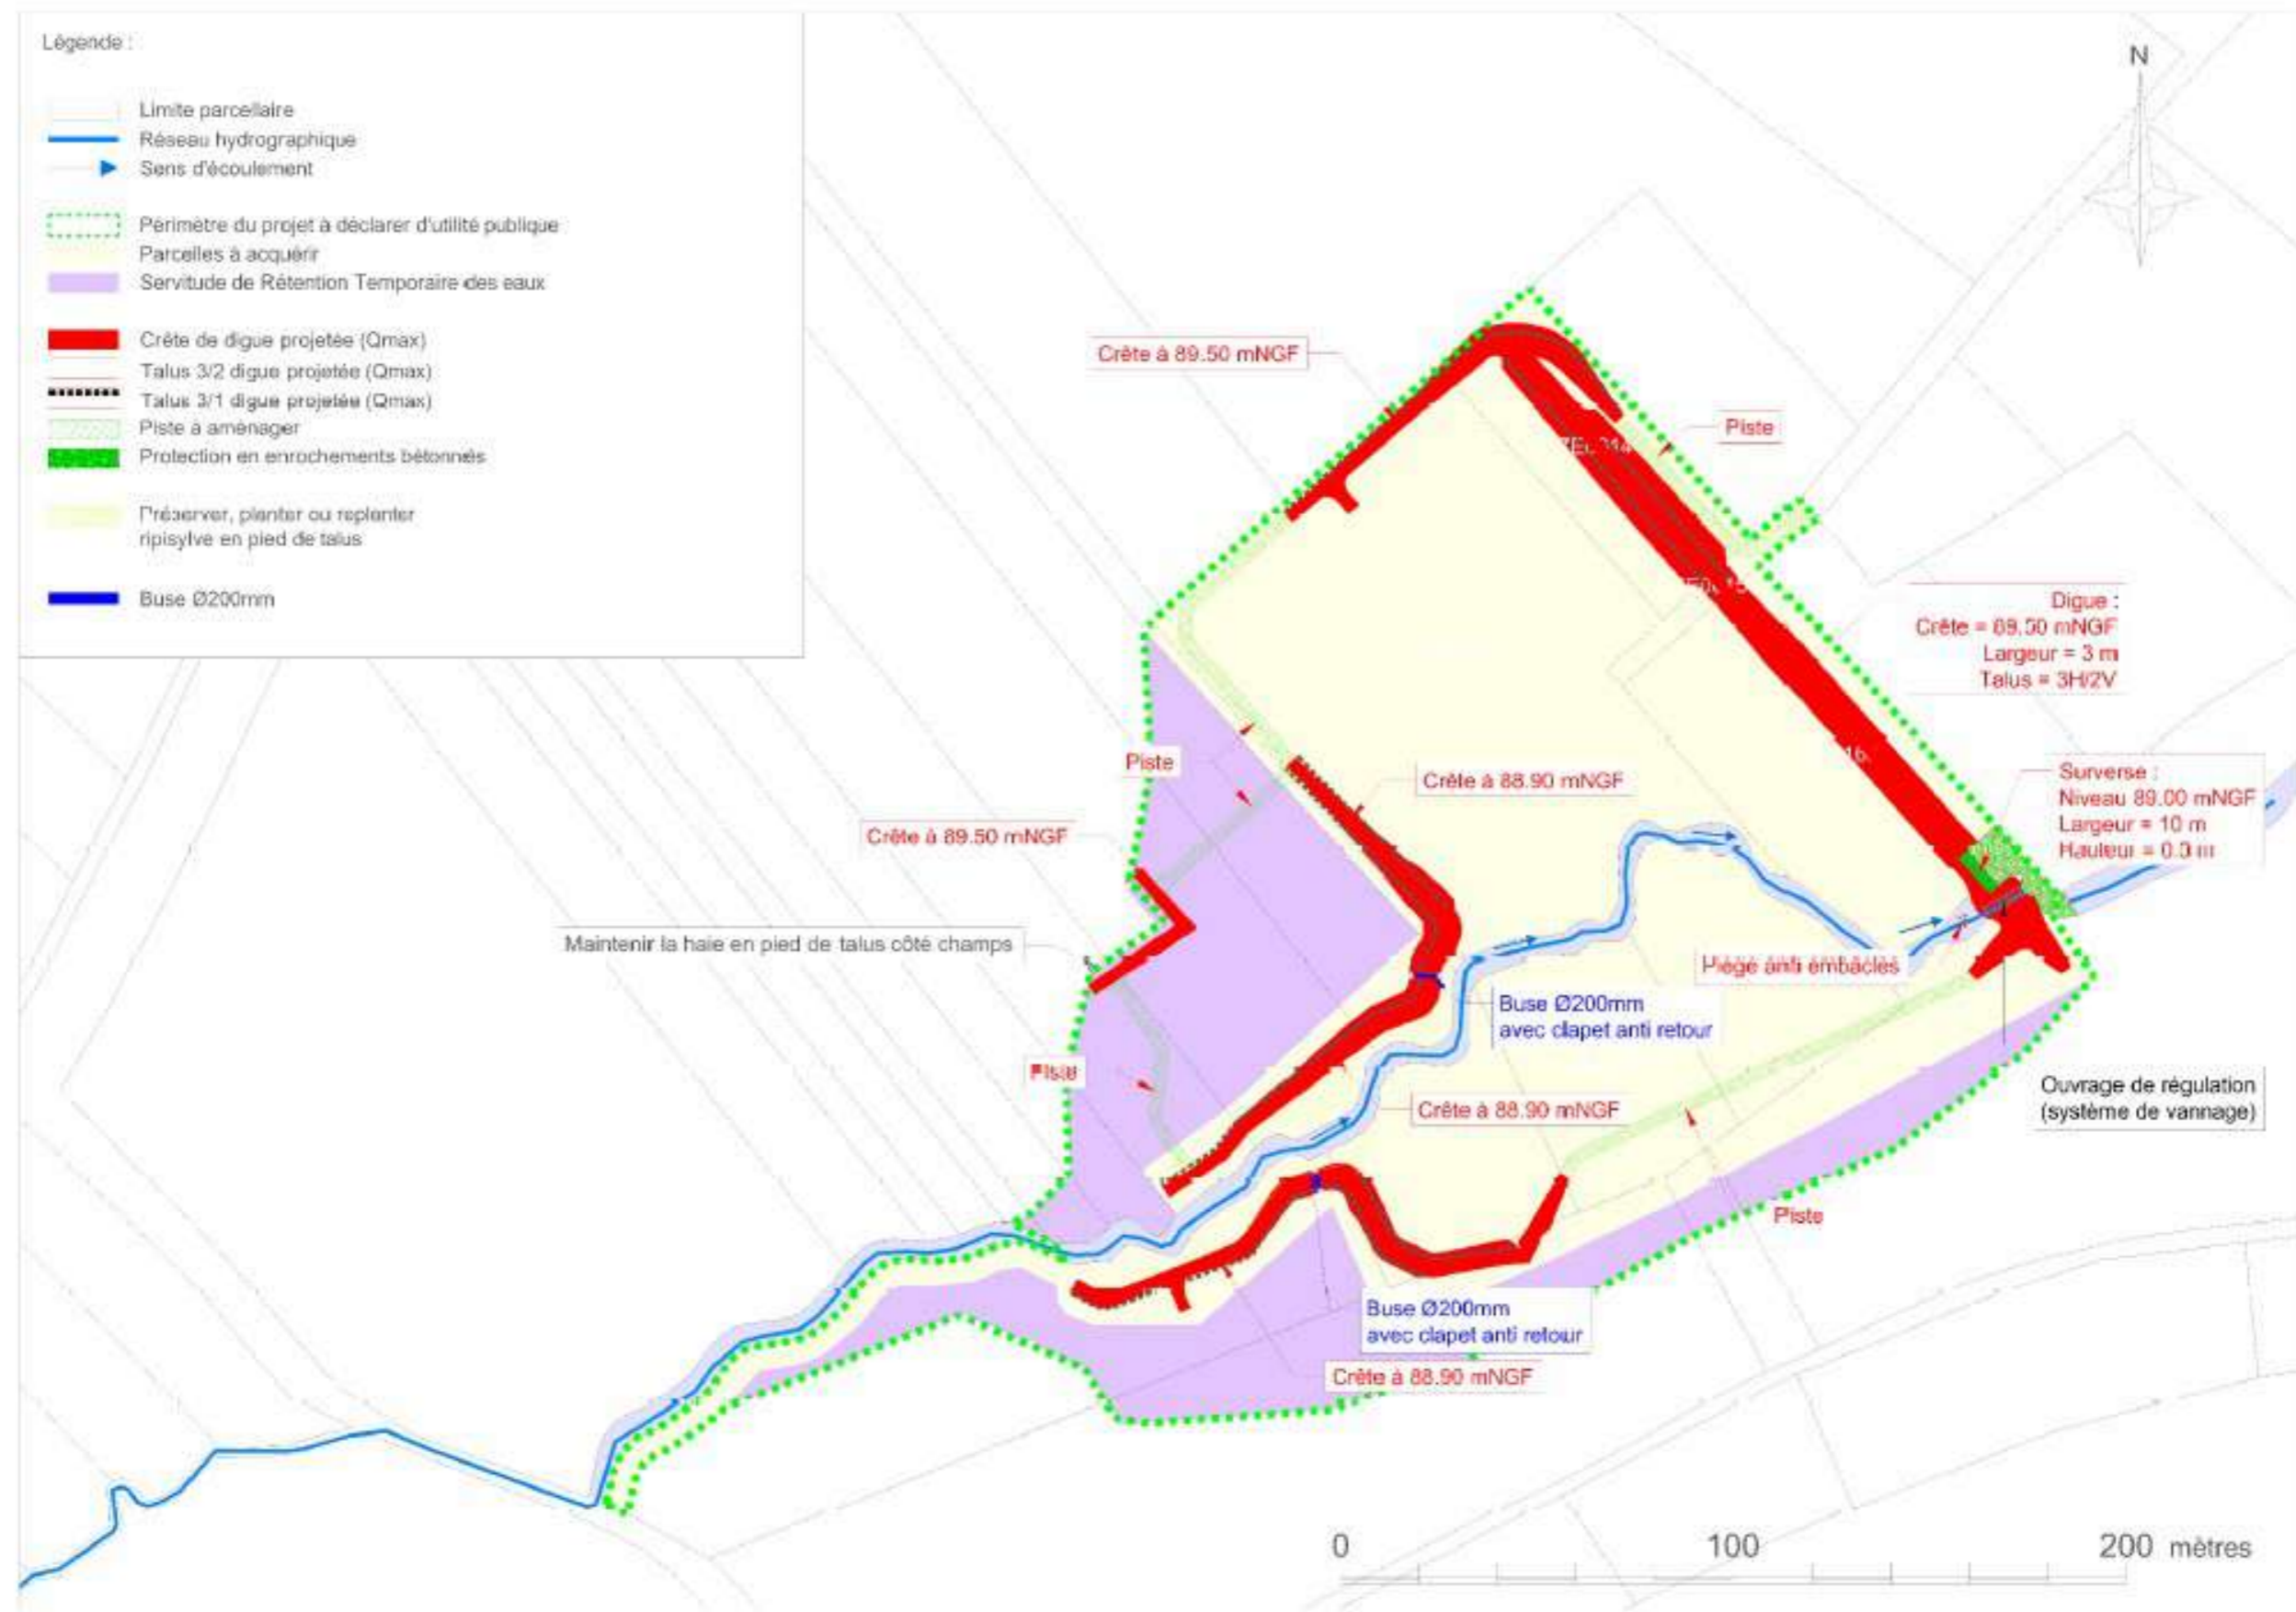 Légende :
Limite parcellaire
Réseau hydrographique
Sens d'écoulement
Périmètre du projet à déclarer d'utilité publique
Parcelles à acquérir
Servitude de Rétention Temporaire des eaux
Crête de digue projetée (Qmax)
Talus 3/2 digue projetée (Qmax)
Talus 3/1 digue projetée (Qmax)
Piste à aménager
Protection en enrochements bétonnés
Préserver, planter ou replanter
ripisylve en pied de talus
Buse Ø200mm
N
Crête à 89.50 mNGF
Piste
Digue :
Crête = 89.50 mNGF
Largeur = 3 m
Talus = 3H/2V
Piste
Crête à 88.90 mNGF
Surverse :
Niveau 89.00 mNGF
Largeur = 10 m
Hauteur =
Crête à 89.50 mNGF
Maintenir la haie en pied de talus côté champs
Piège anti embâcles
Buse Ø200mm
avec clapet anti retour
Piste
Crête à 88.90 mNGF
Ouvrage de régulation
(système de vannage)
Piste
Buse Ø200mm
avec clapet anti retour
Crête à 88.90 mNGF
0 100 200 mètres